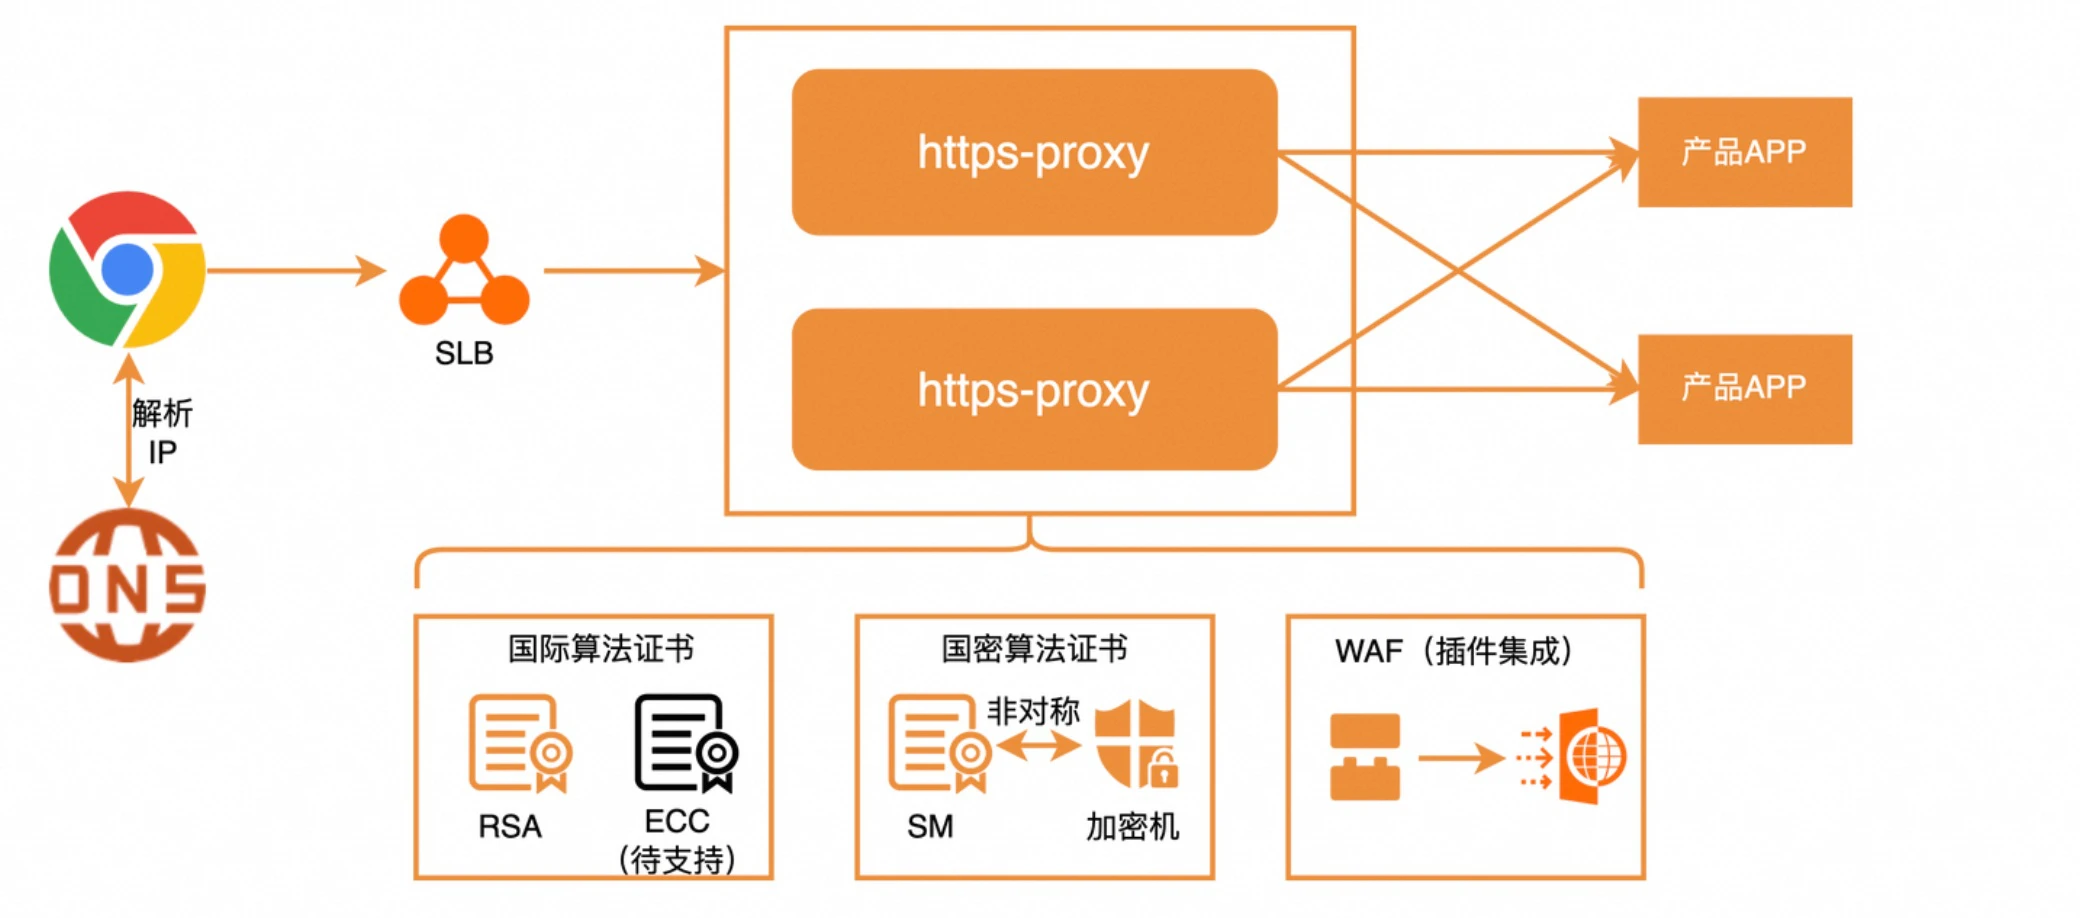 https-proxy
产品APP
SLB
https-proxy
产品APP
解析
IP
DNS
国际算法证书
RSA
ECC
（待支持）
国密算法证书
非对称
SM
加密机
WAF（插件集成）